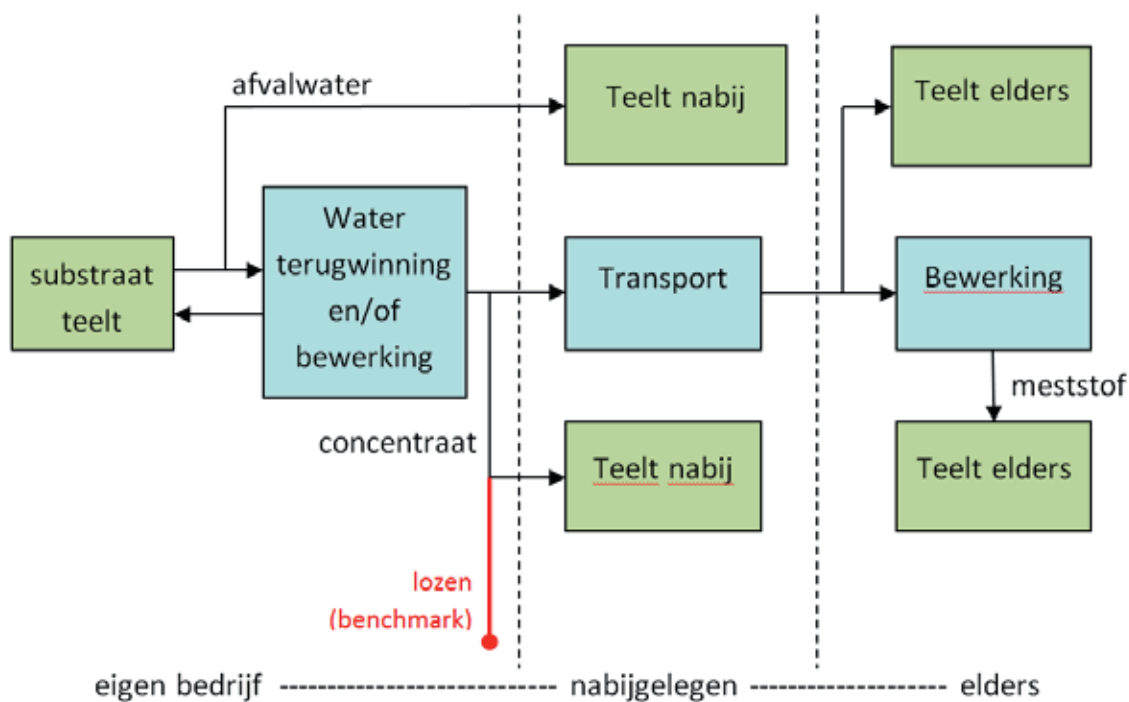 afvalwater
Teelt nabij
Teelt elders
substraat
teelt
Water
terugwinning
en/of
bewerking
Transport
Bewerking
meststof
concentraat
Teelt nabij
Teelt elders
lozen
(benchmark)
eigen bedrijf ---------------------- nabijgelegen ---------------- elders